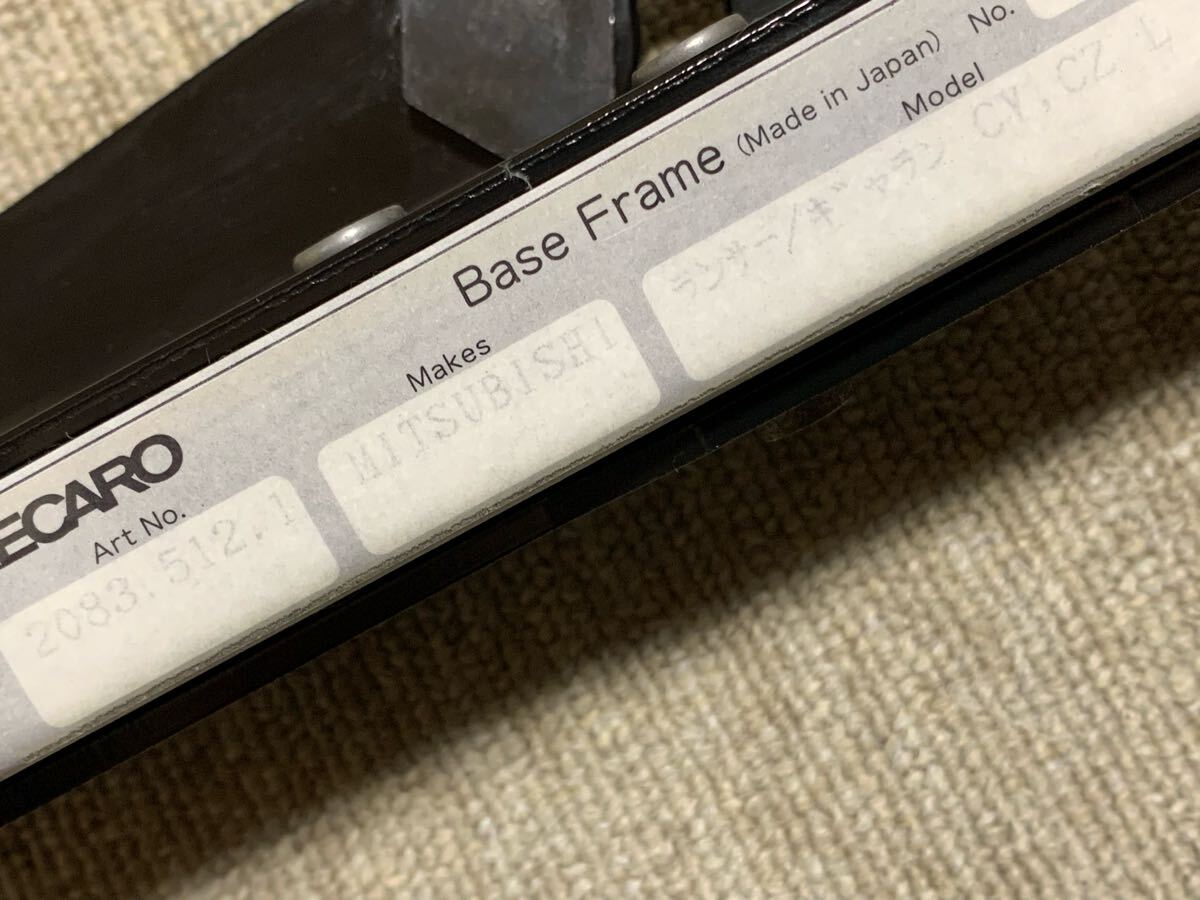 Base Frame (Made in Japan) No.
ECARO
Art No. Makes Model
2083.512.1 MITSUBISHI ランサー/ギャラン CY,CZ L